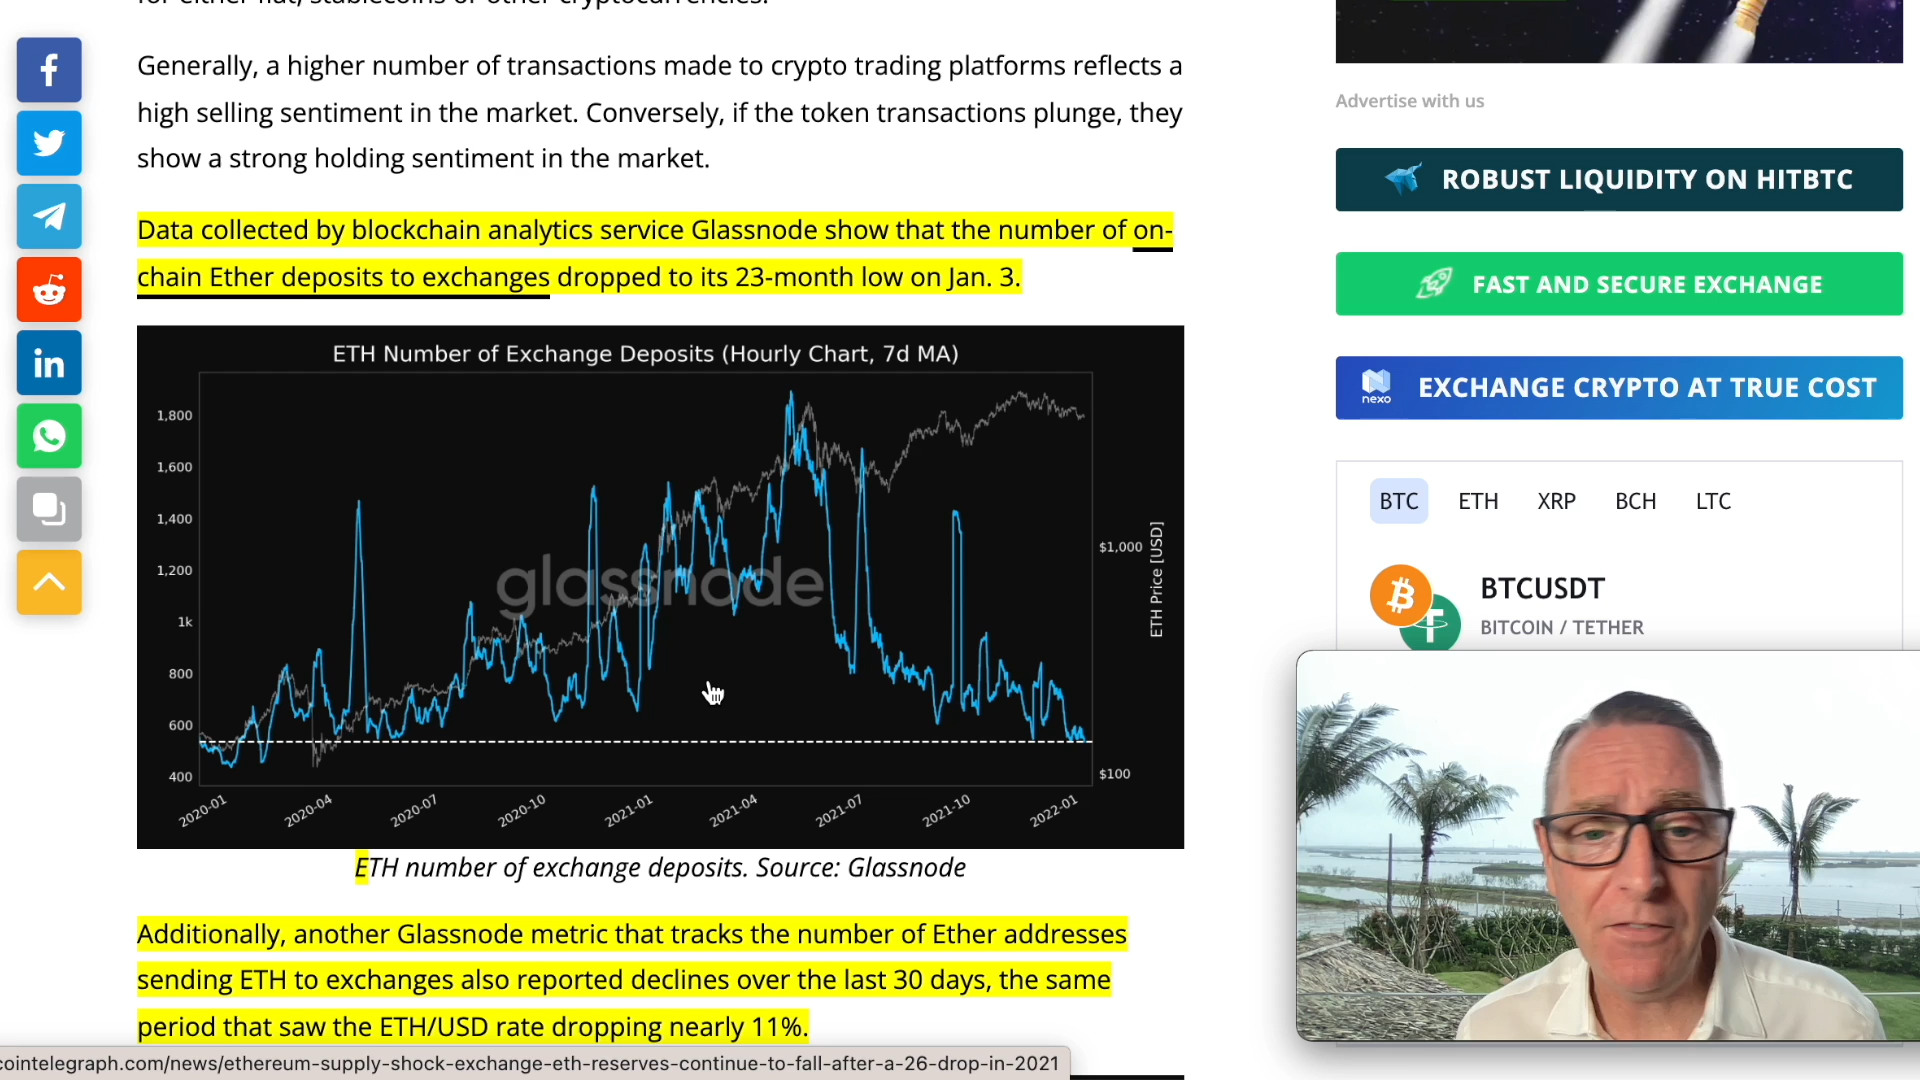 Generally, a higher number of transactions made to crypto trading platforms reflects a
high selling sentiment in the market. Conversely, if the token transactions plunge, they
show a strong holding sentiment in the market.
Data collected by blockchain analytics service Glassnode show that the number of on-
chain Ether deposits to exchanges dropped to its 23-month low on Jan. 3.
ETH Number of Exchange Deposits (Hourly Chart, 7d MA)
1,800
1,600
1,400
1,200
1k
800
600
400
glassnode
$1,000
$100
ETH Price [USD]
2020-01
2020-04
2020-07
2020-10
2021-01
2021-04
2021-07
2021-10
2022-01
ETH number of exchange deposits. Source: Glassnode
Additionally, another Glassnode metric that tracks the number of Ether addresses
sending ETH to exchanges also reported declines over the last 30 days, the same
period that saw the ETH/USD rate dropping nearly 11%.
cointelegraph.com/news/ethereum-supply-shock-exchange-eth-reserves-continue-to-fall-after-a-26-drop-in-2021
Advertise with us
ROBUST LIQUIDITY ON HITBTC
FAST AND SECURE EXCHANGE
nexo
EXCHANGE CRYPTO AT TRUE COST
BTC ETH XRP BCH LTC
BTCUSDT
BITCOIN / TETHER